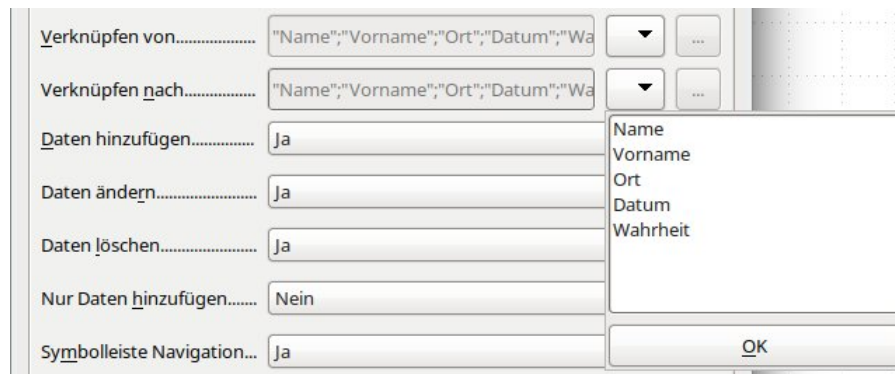 Verknüpfen von................... "Name";"Vorname";"Ort";"Datum";"Wa ...
Verknüpfen nach................. "Name";"Vorname";"Ort";"Datum";"Wa ...
Daten hinzufügen............... Ja
Daten ändern........................ Ja
Daten löschen....................... Ja
Nur Daten hinzufügen....... Nein
Symbolleiste Navigation... Ja
Name
Vorname
Ort
Datum
Wahrheit
OK